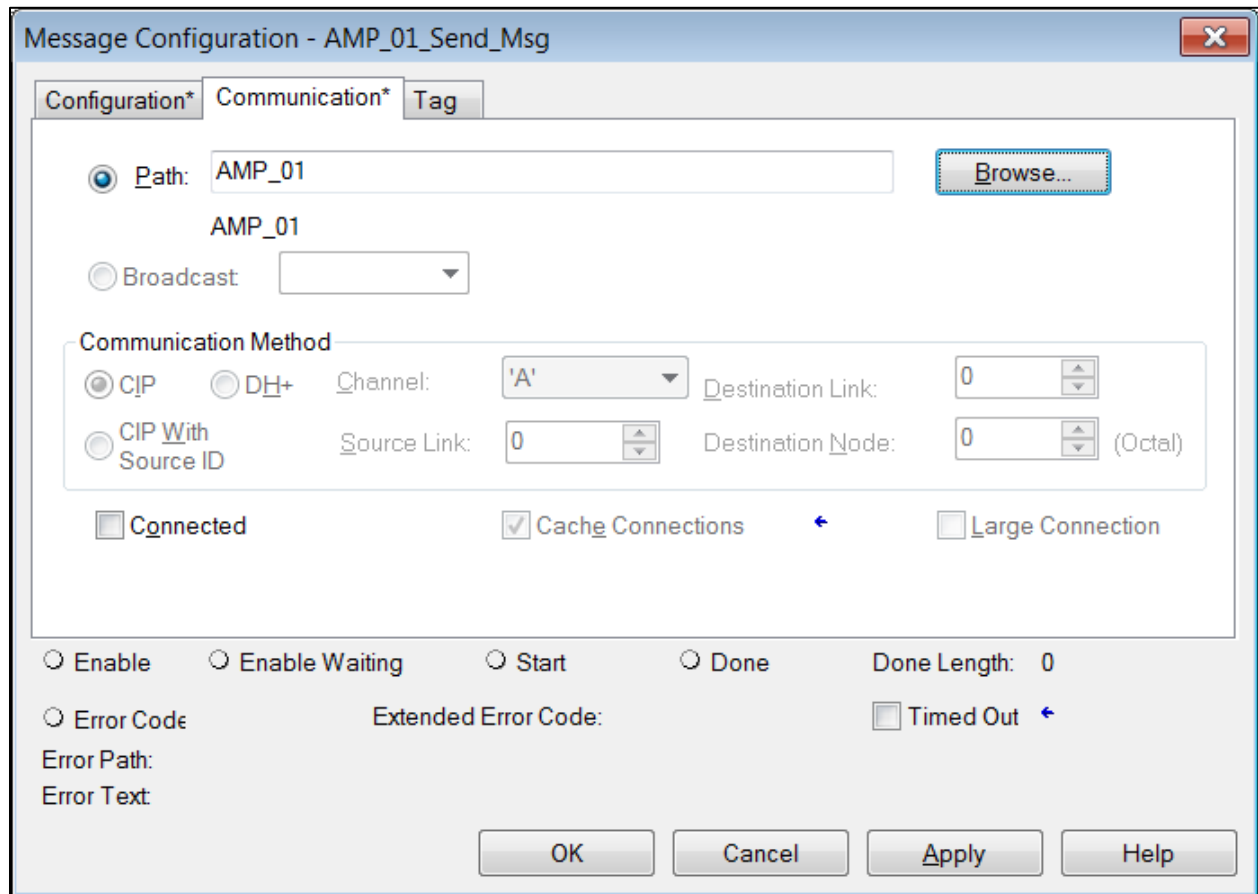 Message Configuration - AMP_01_Send_Msg
Configuration* Communication* Tag
Path: AMP_01 Browse...
AMP_01
Broadcast:
Communication Method
CIP DH+ Channel: 'A' Destination Link: 0
CIP With Source ID Source Link: 0 Destination Node: 0 (Octal)
Connected Cache Connections Large Connection
Enable Enable Waiting Start Done Done Length: 0
Error Code Extended Error Code: Timed Out
Error Path:
Error Text:
OK Cancel Apply Help